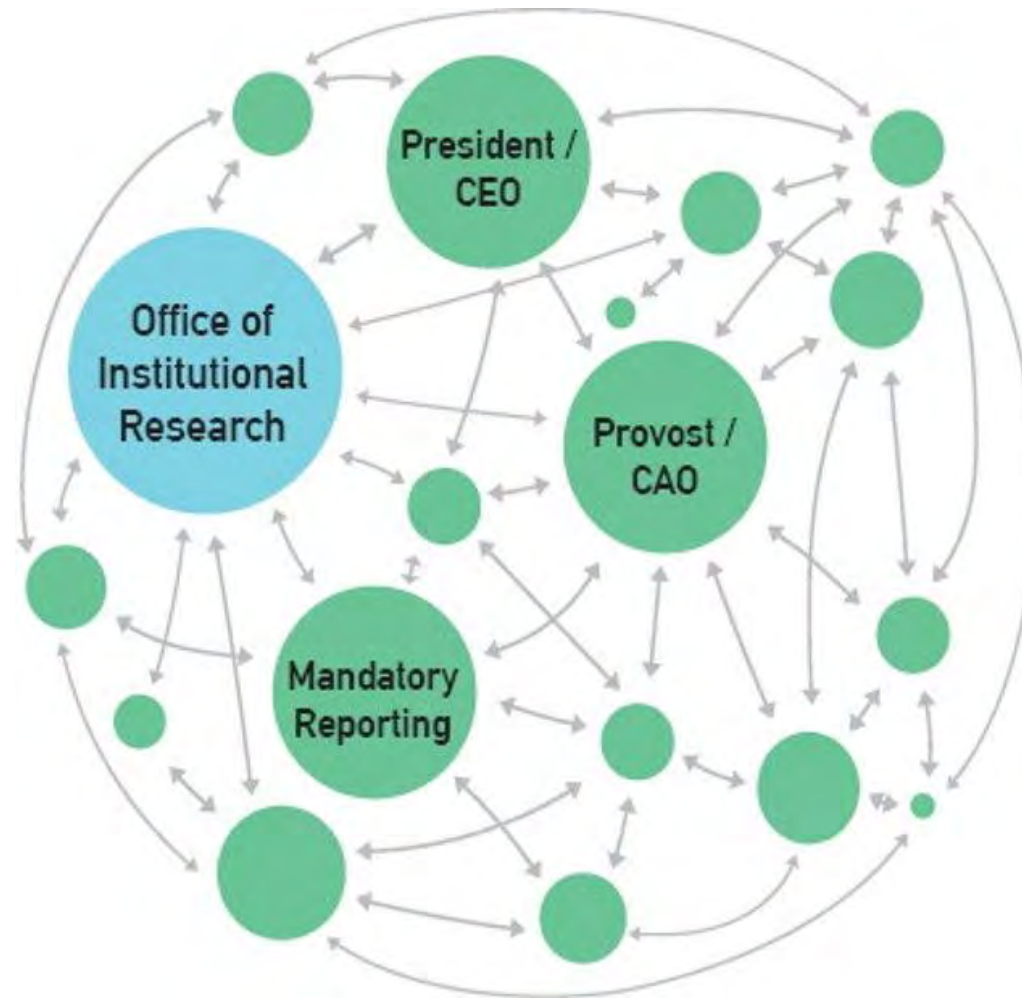 President /
CEO
Office of
Institutional
Research
Provost /
CAO
Mandatory
Reporting